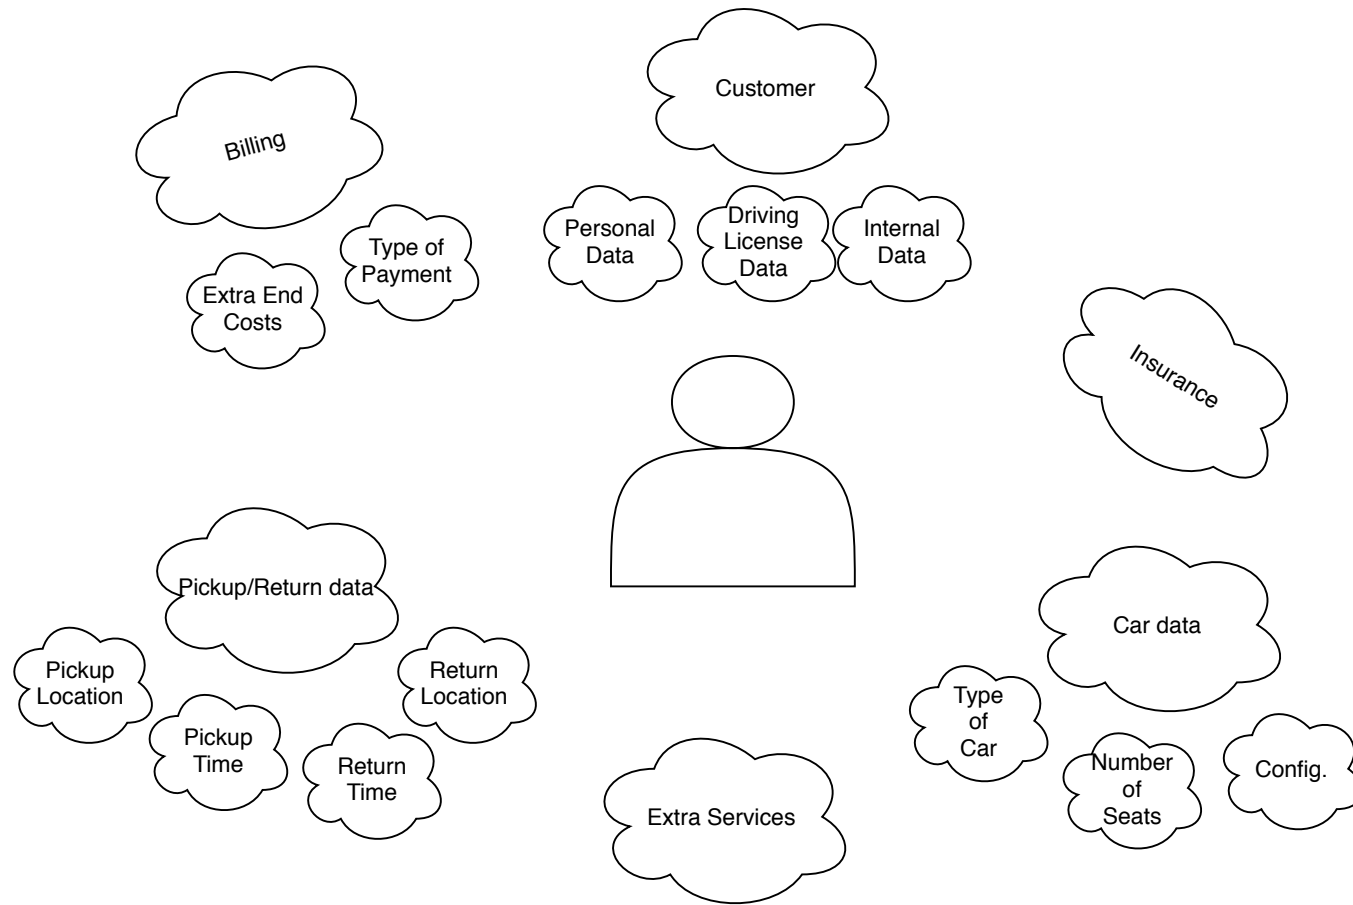 Customer
Billing
Personal
Data
Driving
License
Data
Internal
Data
Type of
Payment
Extra End
Costs
Insurance
Pickup/Return data
Car data
Pickup
Location
Return
Location
Pickup
Time
Return
Time
Type
of
Car
Number
of
Seats
Config.
Extra Services